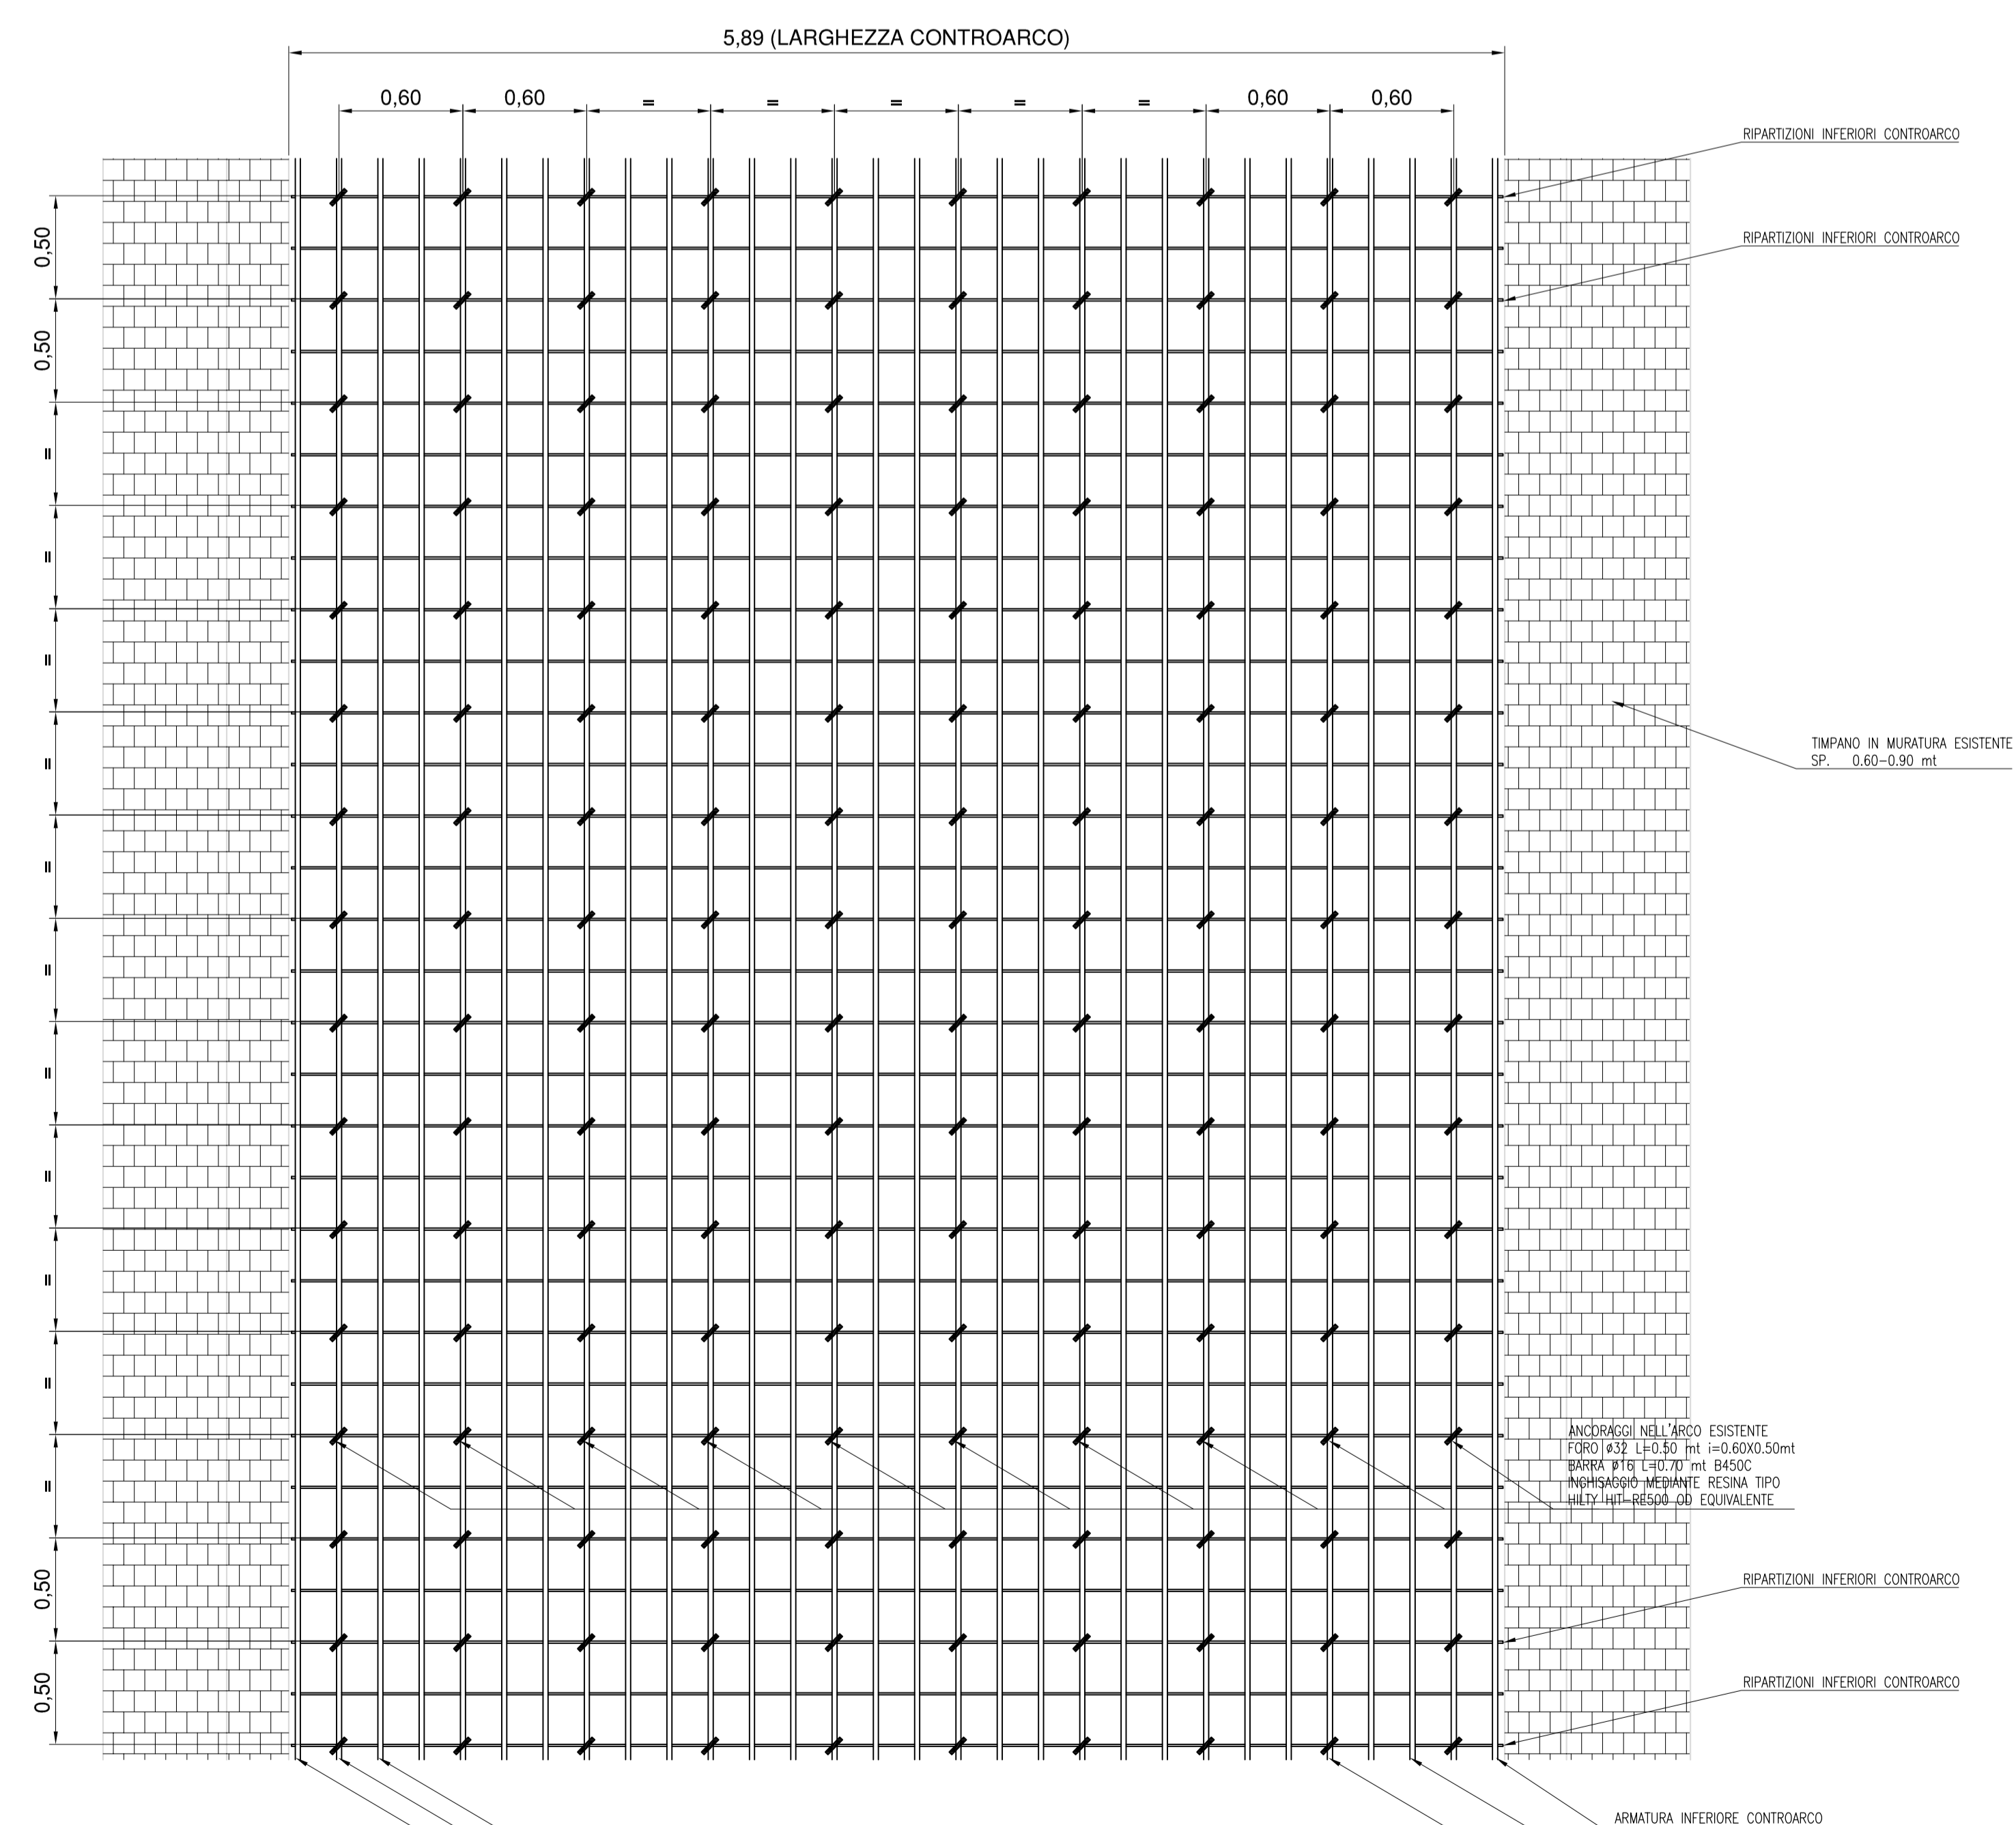 5,89 (LARGHEZZA CONTROARCO)
0,60 0,60 = = = = = 0,60 0,60
RIPARTIZIONI INFERIORI CONTROARCO
0,50
RIPARTIZIONI INFERIORI CONTROARCO
0,50
=
=
=
TIMPANO IN MURATURA ESISTENTE
SP. 0.60-0.90 mt
=
=
=
=
=
=
=
ANCORAGGI NELL'ARCO ESISTENTE
FORO ø32 L=0.50 mt i=0.60X0.50mt
BARRA ø16 L=0.70 mt B450C
INGHISAGGIO MEDIANTE RESINA TIPO
HILTY HIT-RE500 OD EQUIVALENTE
=
0,50
RIPARTIZIONI INFERIORI CONTROARCO
0,50
RIPARTIZIONI INFERIORI CONTROARCO
ARMATURA INFERIORE CONTROARCO